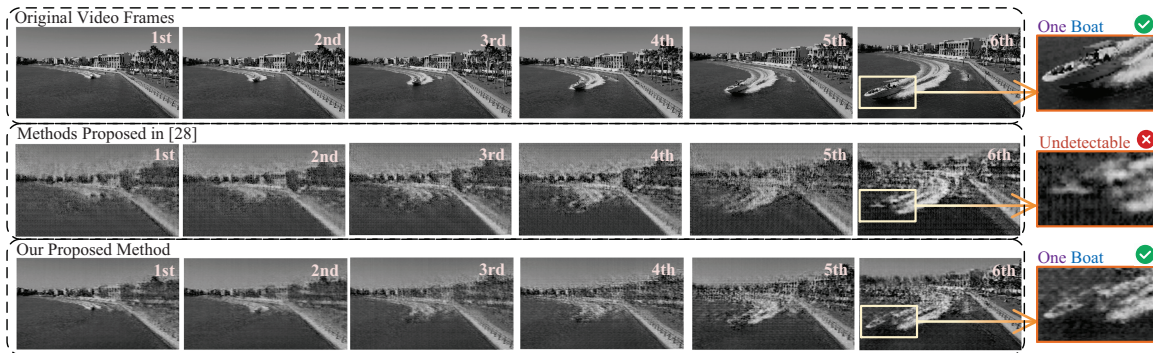 Original Video Frames
1st
2nd
3rd
4th
5th
6th
One Boat
Methods Proposed in [28]
1st
2nd
3rd
4th
5th
6th
Undetectable
Our Proposed Method
1st
2nd
3rd
4th
5th
6th
One Boat